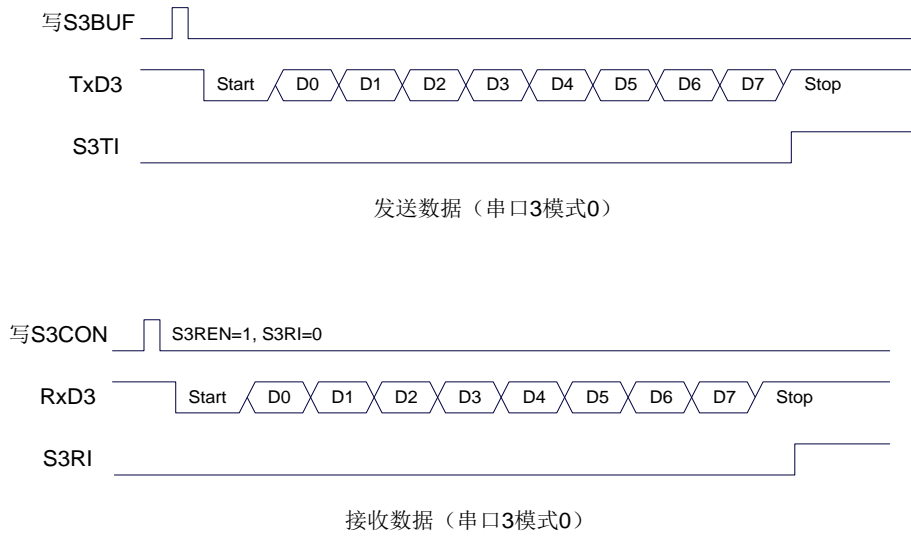 写S3BUF
TxD3 Start D0 D1 D2 D3 D4 D5 D6 D7 Stop
S3TI
发送数据（串口3模式0）
写S3CON S3REN=1, S3RI=0
RxD3 Start D0 D1 D2 D3 D4 D5 D6 D7 Stop
S3RI
接收数据（串口3模式0）